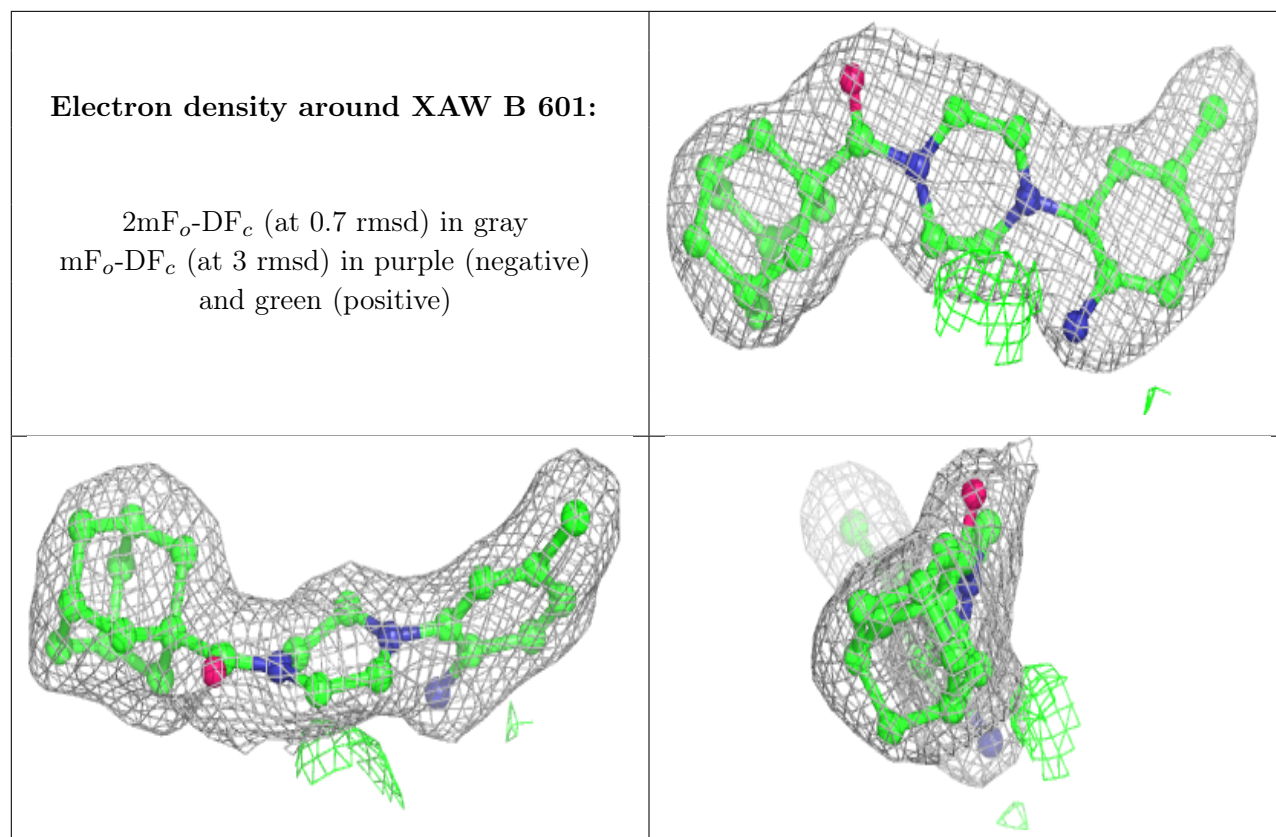 Electron density around XAW B 601:
2mFₒ-DF𝒸 (at 0.7 rmsd) in gray
mFₒ-DF𝒸 (at 3 rmsd) in purple (negative)
and green (positive)